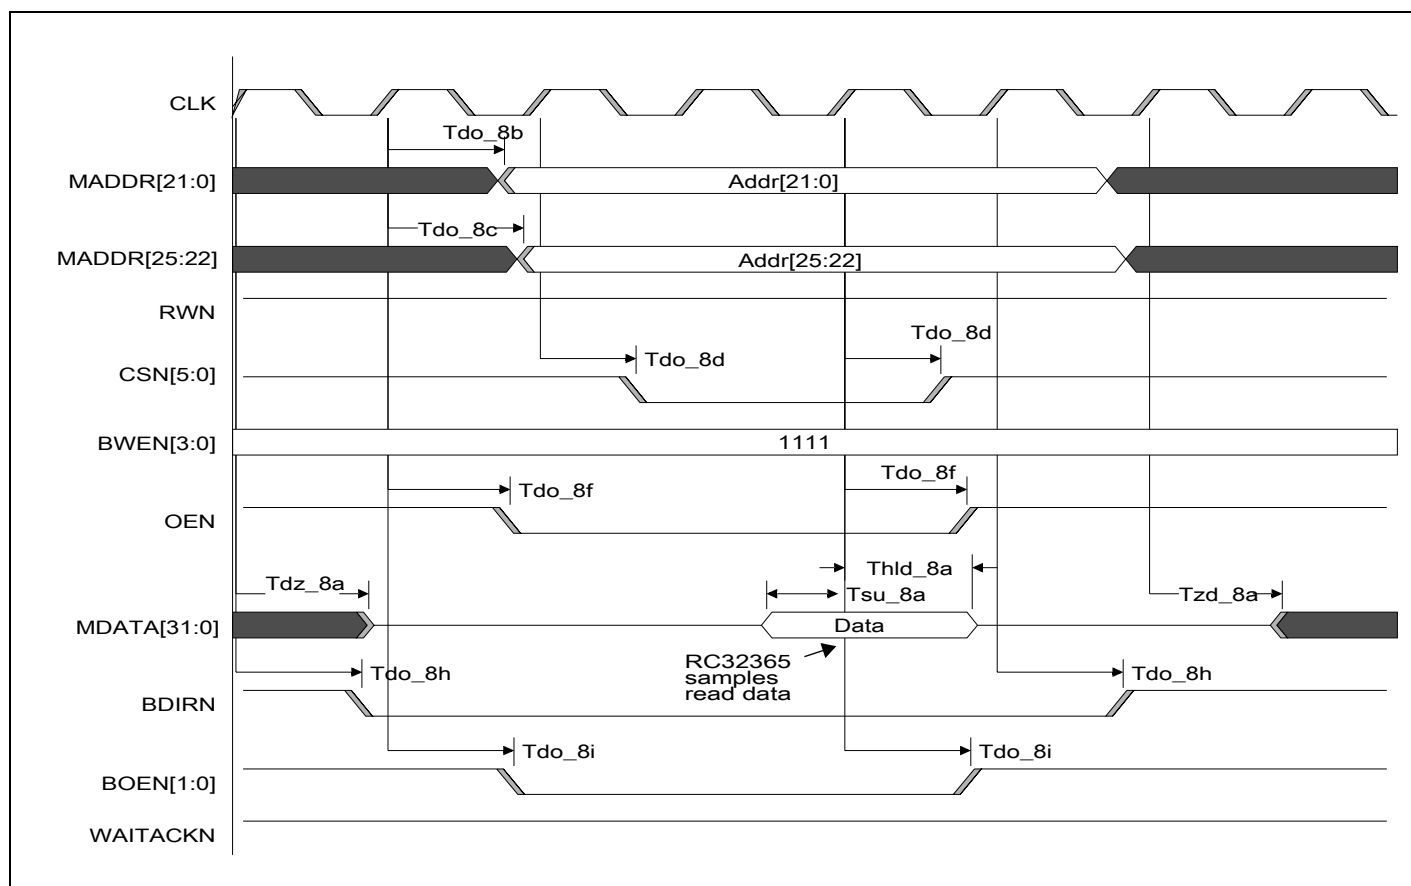 CLK
Tdo_8b
MADDR[21:0]
Addr[21:0]
Tdo_8c
MADDR[25:22]
Addr[25:22]
RWN
Tdo_8d
Tdo_8d
CSN[5:0]
BWEN[3:0]
1111
Tdo_8f
Tdo_8f
OEN
Thld_8a
Tdz_8a
Tsu_8a
Tzd_8a
MDATA[31:0]
Data
RC32365
samples
read data
Tdo_8h
Tdo_8h
BDIRN
Tdo_8i
Tdo_8i
BOEN[1:0]
WAITACKN